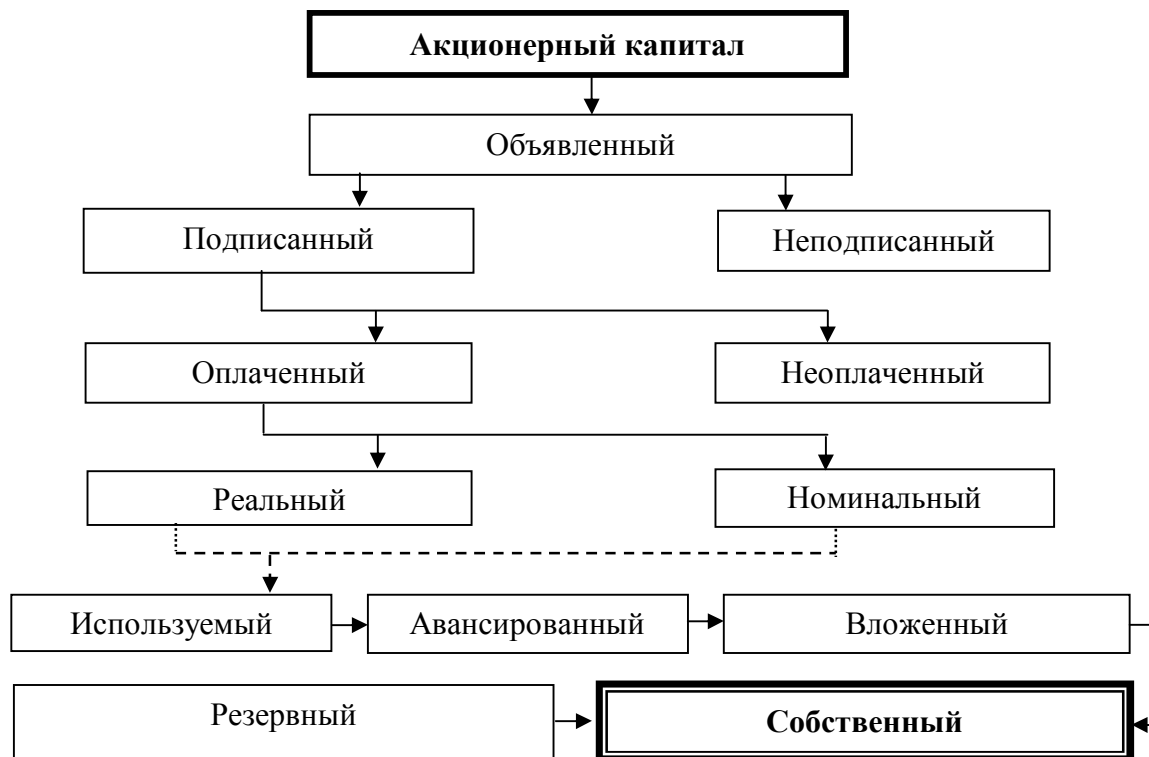 Акционерный капитал
Объявленный
Подписанный
Неподписанный
Оплаченный
Неоплаченный
Реальный
Номинальный
Используемый
Авансированный
Вложенный
Резервный
Собственный